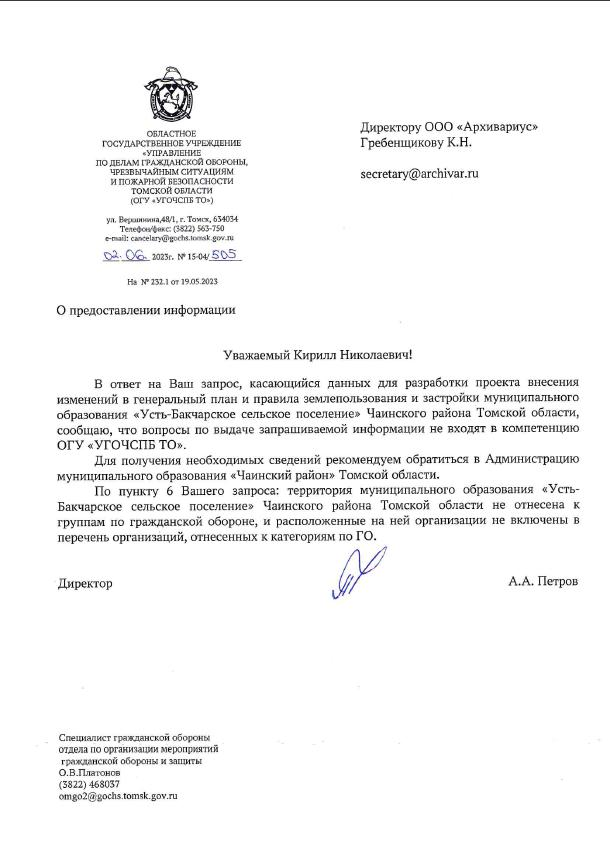 ОБЛАСТНОЕ
ГОСУДАРСТВЕННОЕ УЧРЕЖДЕНИЕ
«УПРАВЛЕНИЕ
ПО ДЕЛАМ ГРАЖДАНСКОЙ ОБОРОНЫ,
ЧРЕЗВЫЧАЙНЫМ СИТУАЦИЯМ
И ПОЖАРНОЙ БЕЗОПАСНОСТИ
ТОМСКОЙ ОБЛАСТИ
(ОГУ «УГОЧСПБ ТО»)
ул. Вершинина,48/1, г. Томск, 634034
Телефон/факс: (3822) 563-750
e-mail: cancelary@gochs.tomsk.gov.ru
02.06. 2023г. № 15-04/505
На № 232.1 от 19.05.2023
Директору ООО «Архивариус»
Гребенщикову К.Н.
secretary@archivar.ru
О предоставлении информации
Уважаемый Кирилл Николаевич!
В ответ на Ваш запрос, касающийся данных для разработки проекта внесения
изменений в генеральный план и правила землепользования и застройки муниципального
образования «Усть-Бакчарское сельское поселение» Чаинского района Томской области,
сообщаю, что вопросы по выдаче запрашиваемой информации не входят в компетенцию
ОГУ «УГОЧСПБ ТО».
Для получения необходимых сведений рекомендуем обратиться в Администрацию
муниципального образования «Чаинский район» Томской области.
По пункту 6 Вашего запроса: территория муниципального образования «Усть-
Бакчарское сельское поселение» Чаинского района Томской области не отнесена к
группам по гражданской обороне, и расположенные на ней организации не включены в
перечень организаций, отнесенных к категориям по ГО.
Директор
А.А. Петров
Специалист гражданской обороны
отдела по организации мероприятий
гражданской обороны и защиты
О.В.Платонов
(3822) 468037
omgo2@gochs.tomsk.gov.ru